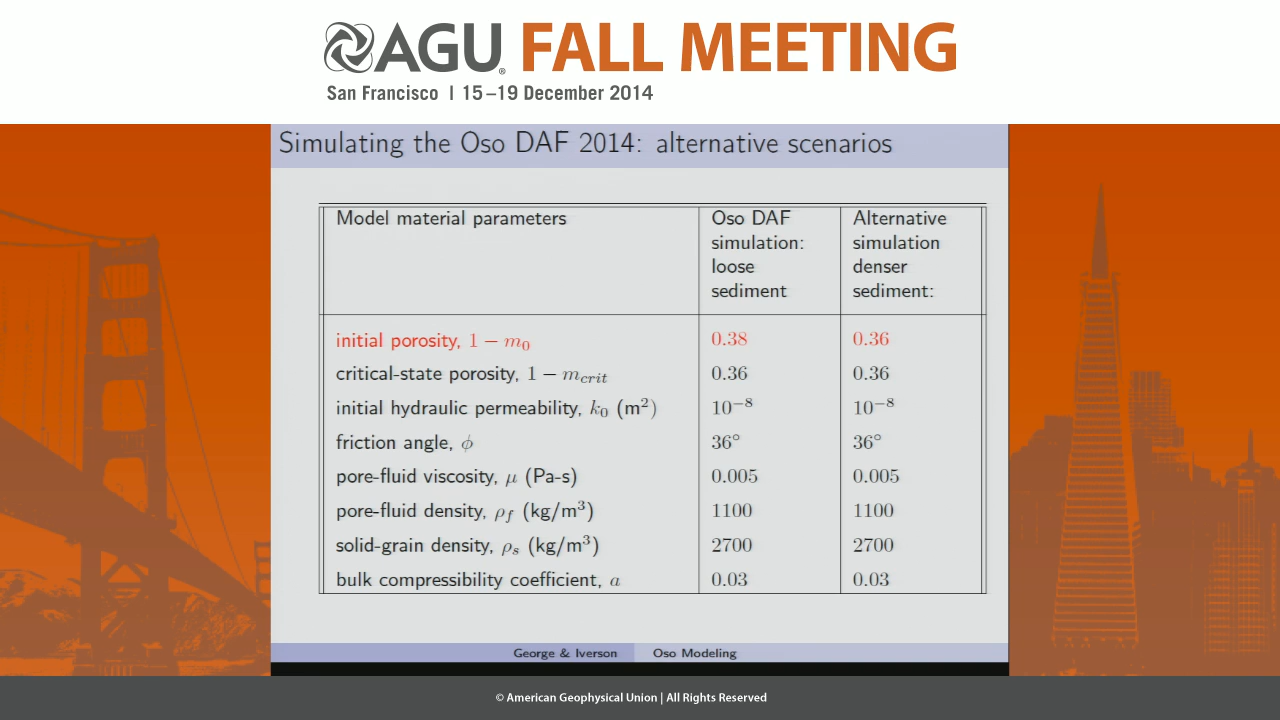 AGU® FALL MEETING
San Francisco | 15–19 December 2014
Simulating the Oso DAF 2014: alternative scenarios
Model material parameters | Oso DAF simulation: loose sediment | Alternative simulation denser sediment:
initial porosity, 1 − m₀ | 0.38 | 0.36
critical-state porosity, 1 − m_crit | 0.36 | 0.36
initial hydraulic permeability, k₀ (m²) | 10⁻⁸ | 10⁻⁸
friction angle, ϕ | 36° | 36°
pore-fluid viscosity, μ (Pa-s) | 0.005 | 0.005
pore-fluid density, ρ_f (kg/m³) | 1100 | 1100
solid-grain density, ρ_s (kg/m³) | 2700 | 2700
bulk compressibility coefficient, a | 0.03 | 0.03
George & Iverson Oso Modeling
© American Geophysical Union | All Rights Reserved